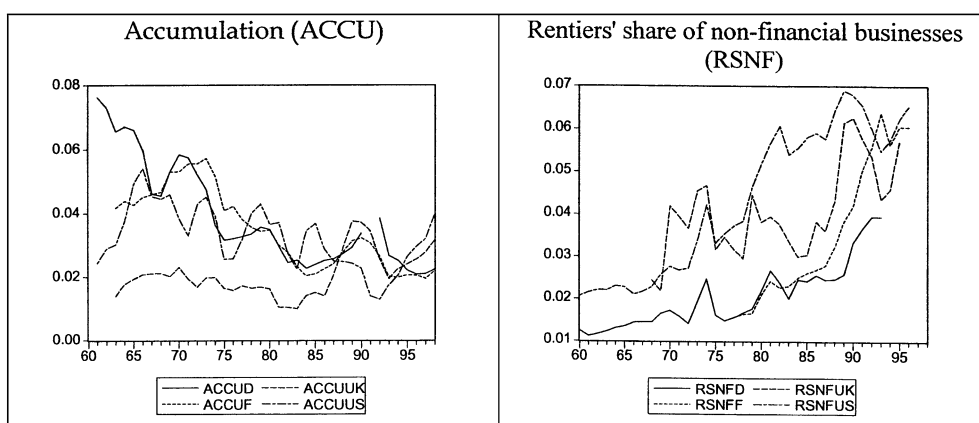 Accumulation (ACCU)
0.08
0.06
0.04
0.02
0.00
60 65 70 75 80 85 90 95
ACCUD ACCUUK
ACCUF ACCUUS
Rentiers' share of non-financial businesses
(RSNF)
0.07
0.06
0.05
0.04
0.03
0.02
0.01
60 65 70 75 80 85 90 95
RSNFD RSNFUK
RSNFF RSNFUS